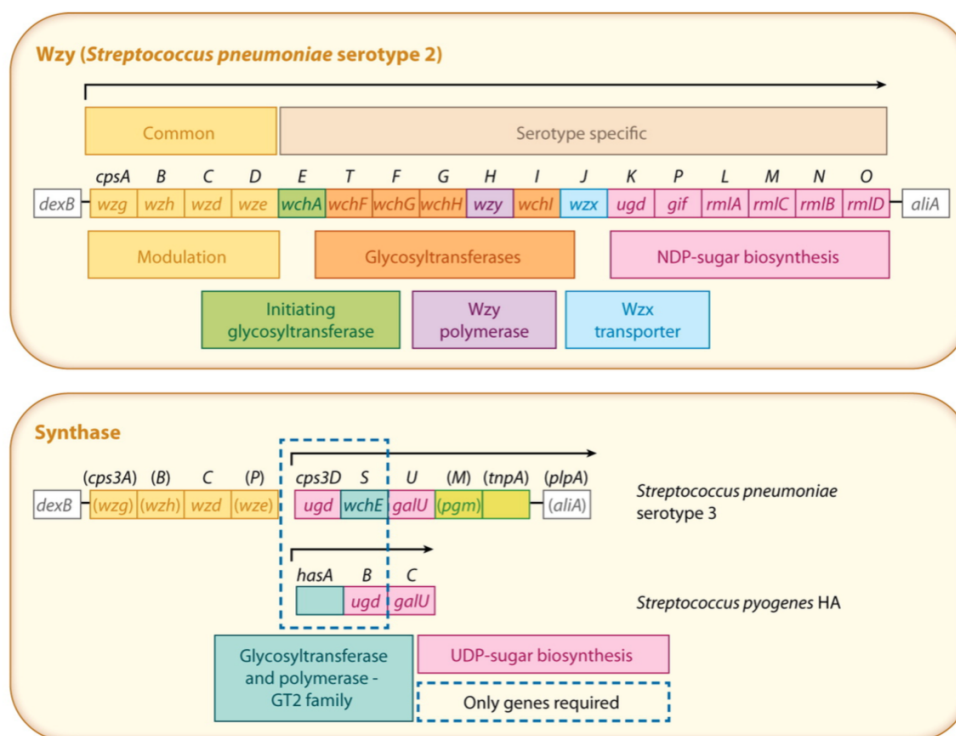 Wzy (Streptococcus pneumoniae serotype 2)
Common Serotype specific
cpsA B C D E T F G H I J K P L M N O
dexB wzg wzh wzd wze wchA wchF wchG wchH wzy wchI wzx ugd gif rmlA rmlC rmlB rmlD aliA
Modulation Glycosyltransferases NDP-sugar biosynthesis
Initiating
glycosyltransferase
Wzy
polymerase
Wzx
transporter
Synthase
(cps3A) (B) C (P) cps3D S U (M) (tnpA) (plpA)
dexB (wzg) (wzh) wzd (wze) ugd wchE galU (pgm) (aliA)
Streptococcus pneumoniae
serotype 3
hasA B C
ugd galU
Streptococcus pyogenes HA
Glycosyltransferase
and polymerase -
GT2 family
UDP-sugar biosynthesis
Only genes required